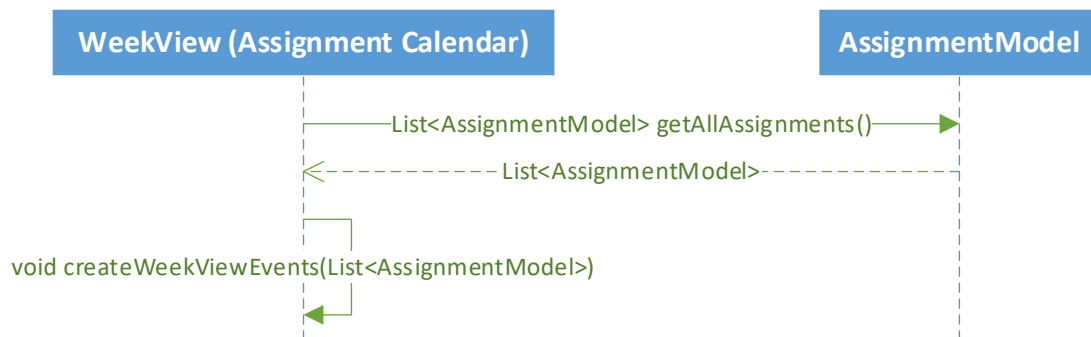 WeekView (Assignment Calendar)
AssignmentModel
List<AssignmentModel> getAllAssignments()
List<AssignmentModel>
void createWeekViewEvents(List<AssignmentModel>)